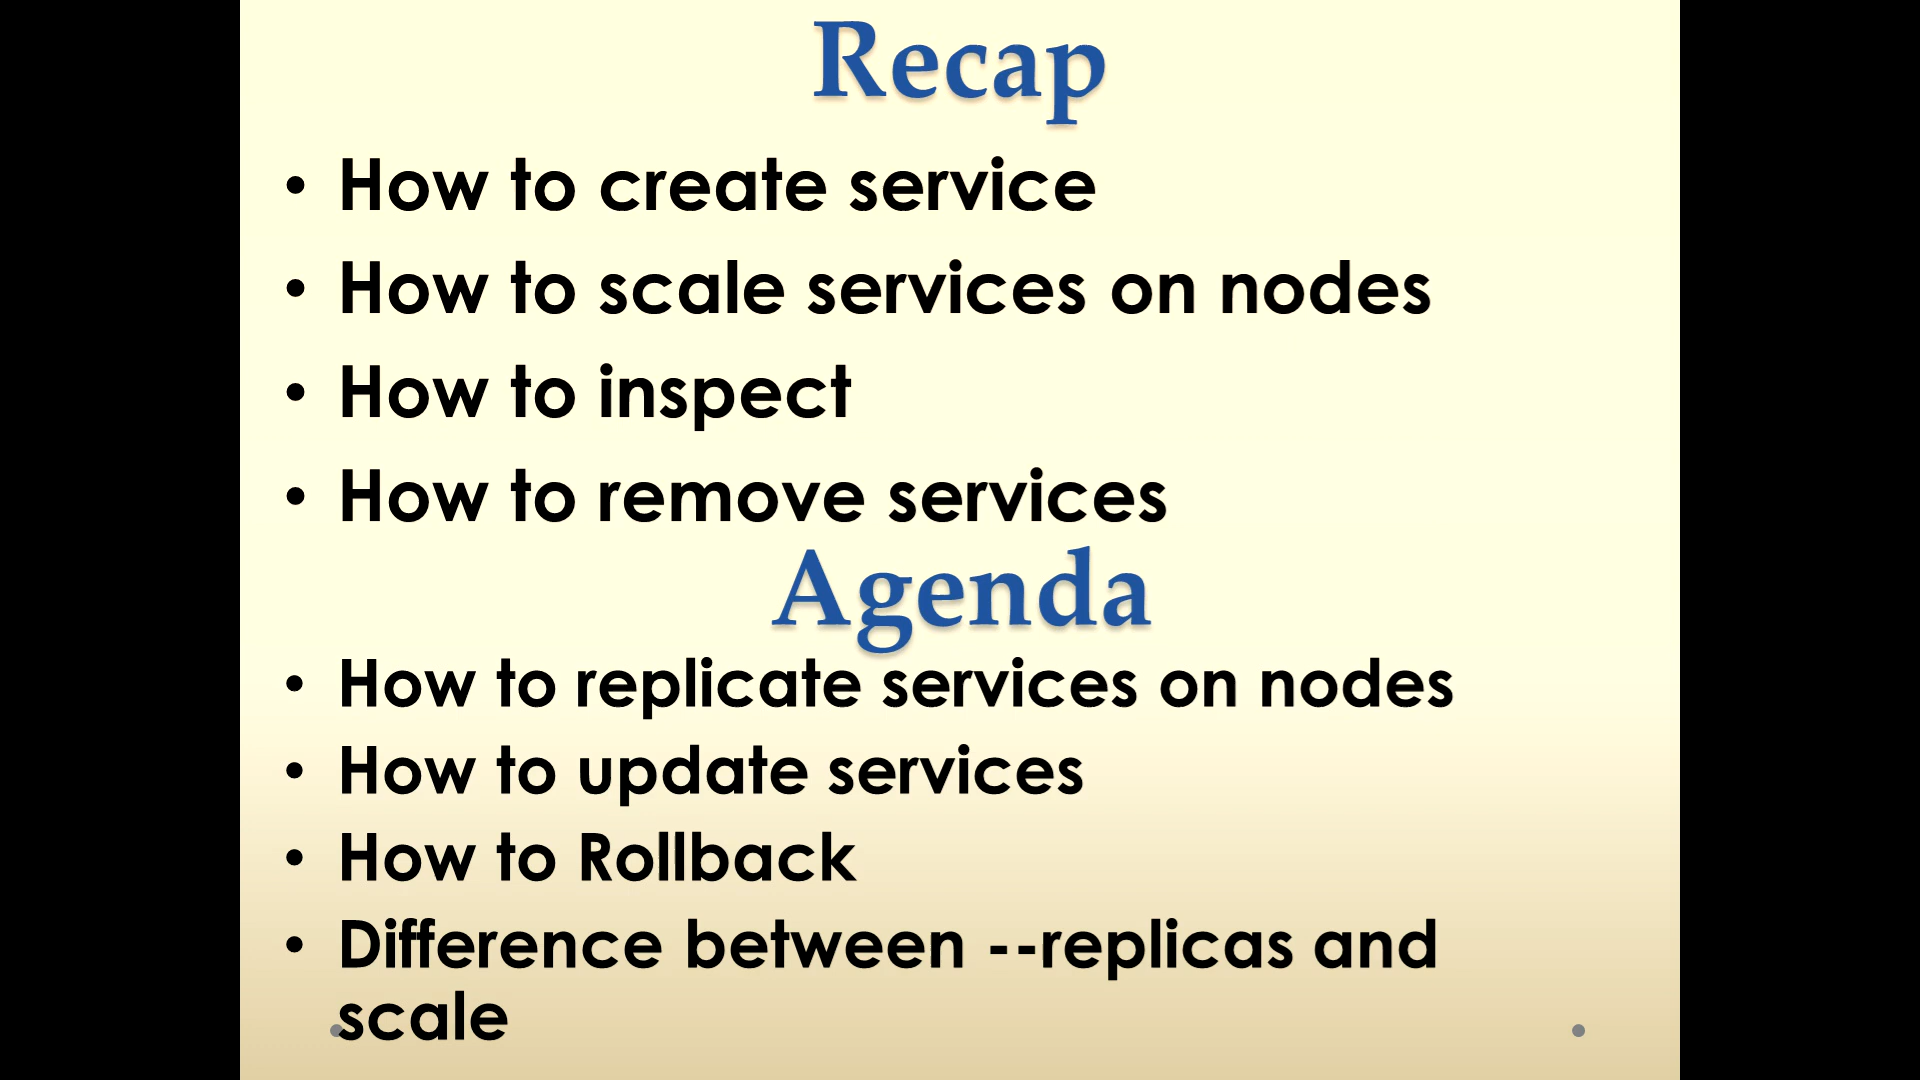 Recap
• How to create service
• How to scale services on nodes
• How to inspect
• How to remove services
Agenda
• How to replicate services on nodes
• How to update services
• How to Rollback
• Difference between --replicas and
scale